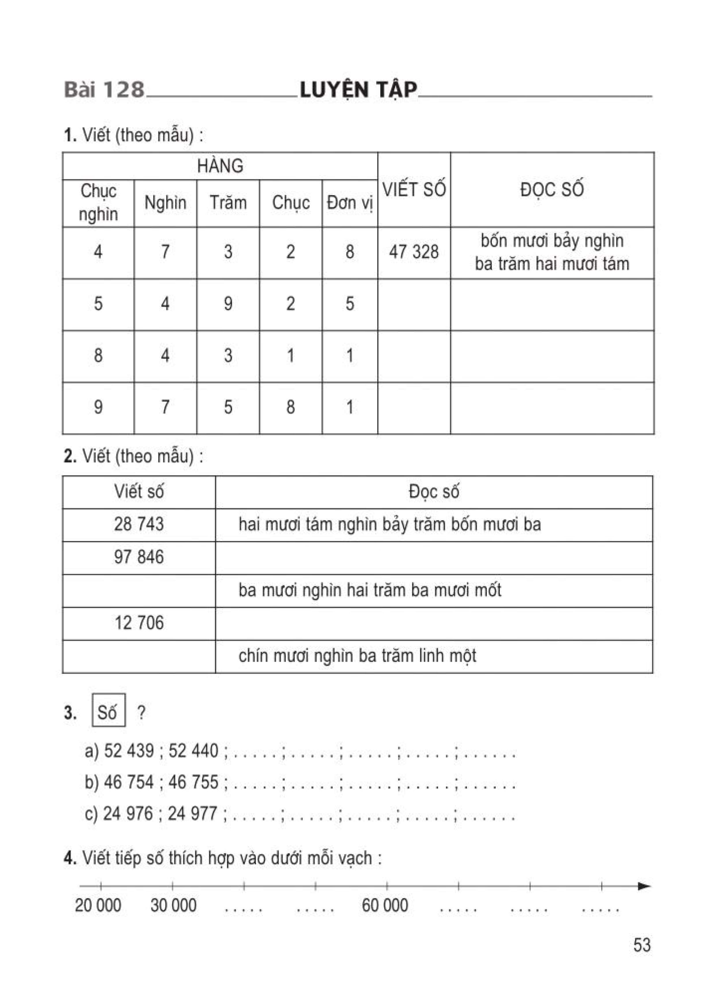 Bài 128 LUYỆN TẬP
1. Viết (theo mẫu) :
HÀNG VIẾT SỐ ĐỌC SỐ
Chục nghìn Nghìn Trăm Chục Đơn vị
4 7 3 2 8 47 328 bốn mươi bảy nghìn
ba trăm hai mươi tám
5 4 9 2 5
8 4 3 1 1
9 7 5 8 1
2. Viết (theo mẫu) :
Viết số Đọc số
28 743 hai mươi tám nghìn bảy trăm bốn mươi ba
97 846
ba mươi nghìn hai trăm ba mươi mốt
12 706
chín mươi nghìn ba trăm linh một
3. Số ?
a) 52 439 ; 52 440 ; . . . . . ; . . . . . ; . . . . . ; . . . . . ; . . . . . .
b) 46 754 ; 46 755 ; . . . . . ; . . . . . ; . . . . . ; . . . . . ; . . . . . .
c) 24 976 ; 24 977 ; . . . . . ; . . . . . ; . . . . . ; . . . . . ; . . . . . .
4. Viết tiếp số thích hợp vào dưới mỗi vạch :
20 000 30 000 . . . . . . . . . . 60 000 . . . . . . . . . . . . . . .
53